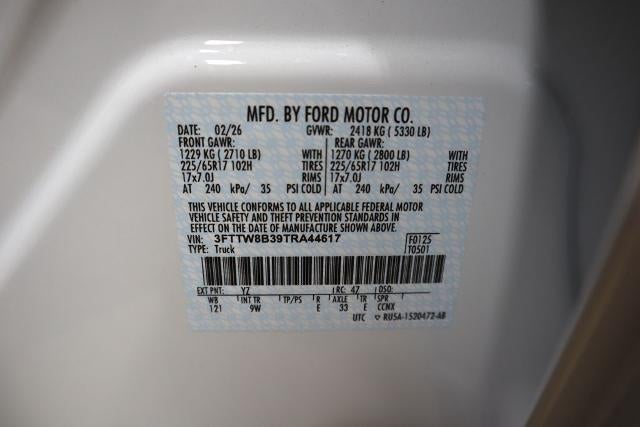 MFD. BY FORD MOTOR CO.
DATE: 02/26 GVWR: 2418 KG ( 5330 LB)
FRONT GAWR: REAR GAWR:
1229 KG ( 2710 LB) WITH 1270 KG ( 2800 LB) WITH
225/65R17 102H TIRES 225/65R17 102H TIRES
17x7.0J RIMS 17x7.0J RIMS
AT 240 kPa/ 35 PSI COLD AT 240 kPa/ 35 PSI COLD
THIS VEHICLE CONFORMS TO ALL APPLICABLE FEDERAL MOTOR
VEHICLE SAFETY AND THEFT PREVENTION STANDARDS IN
EFFECT ON THE DATE OF MANUFACTURE SHOWN ABOVE.
VIN: 3FTTW8B39TRA44617 F0125
TYPE: Truck T0501
EXT PNT: YZ RC: 47 DSO:
WB INT TR TP/PS R AXLE TR SPR
121 9W E 33 E CCNX
UTC ▽ RU5A-1520472-AB